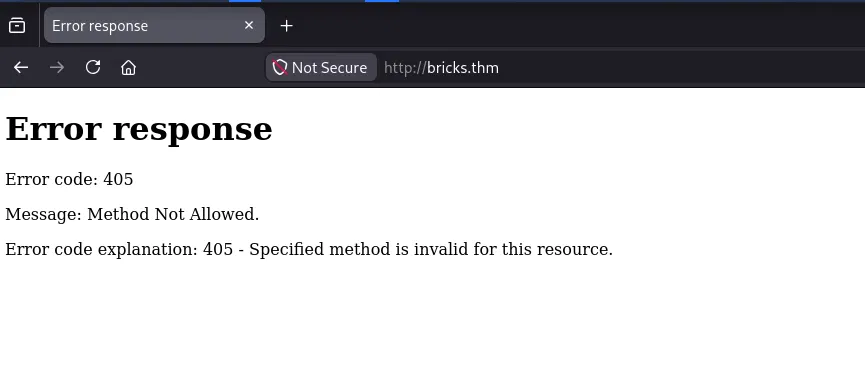 Error response
Not Secure http://bricks.thm
Error response
Error code: 405
Message: Method Not Allowed.
Error code explanation: 405 - Specified method is invalid for this resource.